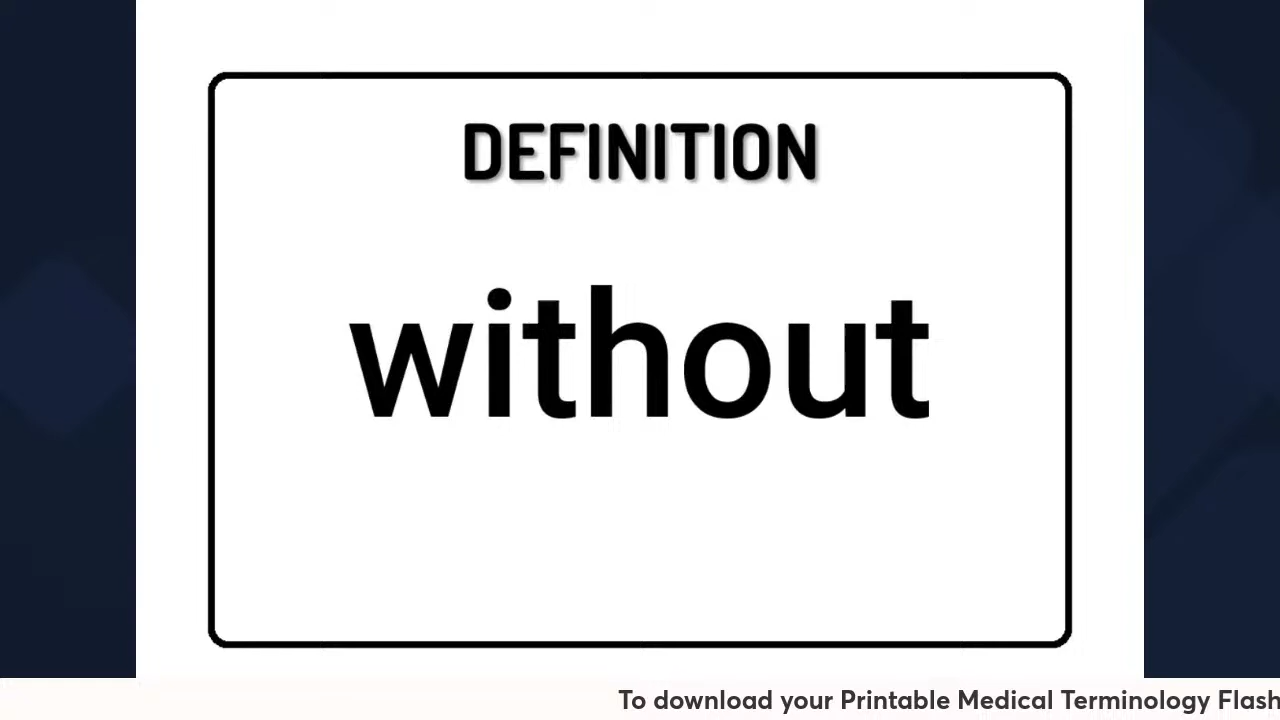 DEFINITION
without
To download your Printable Medical Terminology Flash